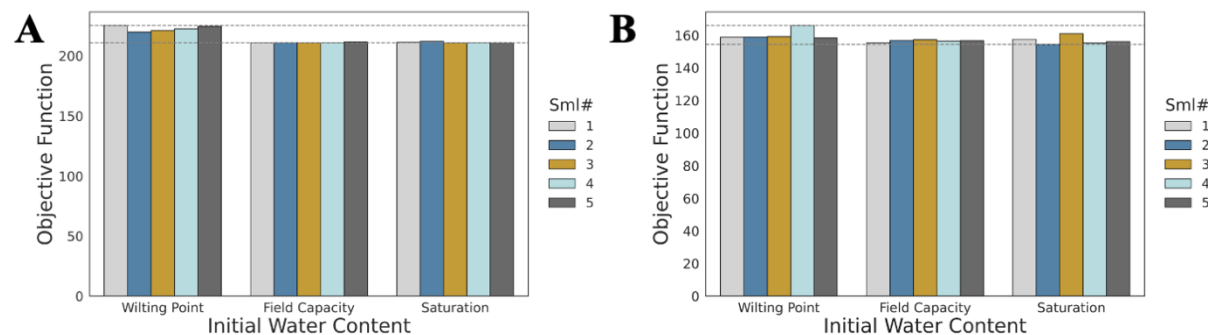 A
Objective Function
200
150
100
50
0
Wilting Point Field Capacity Saturation
Initial Water Content
Sml#
1
2
3
4
5
B
Objective Function
160
140
120
100
80
60
40
20
0
Wilting Point Field Capacity Saturation
Initial Water Content
Sml#
1
2
3
4
5